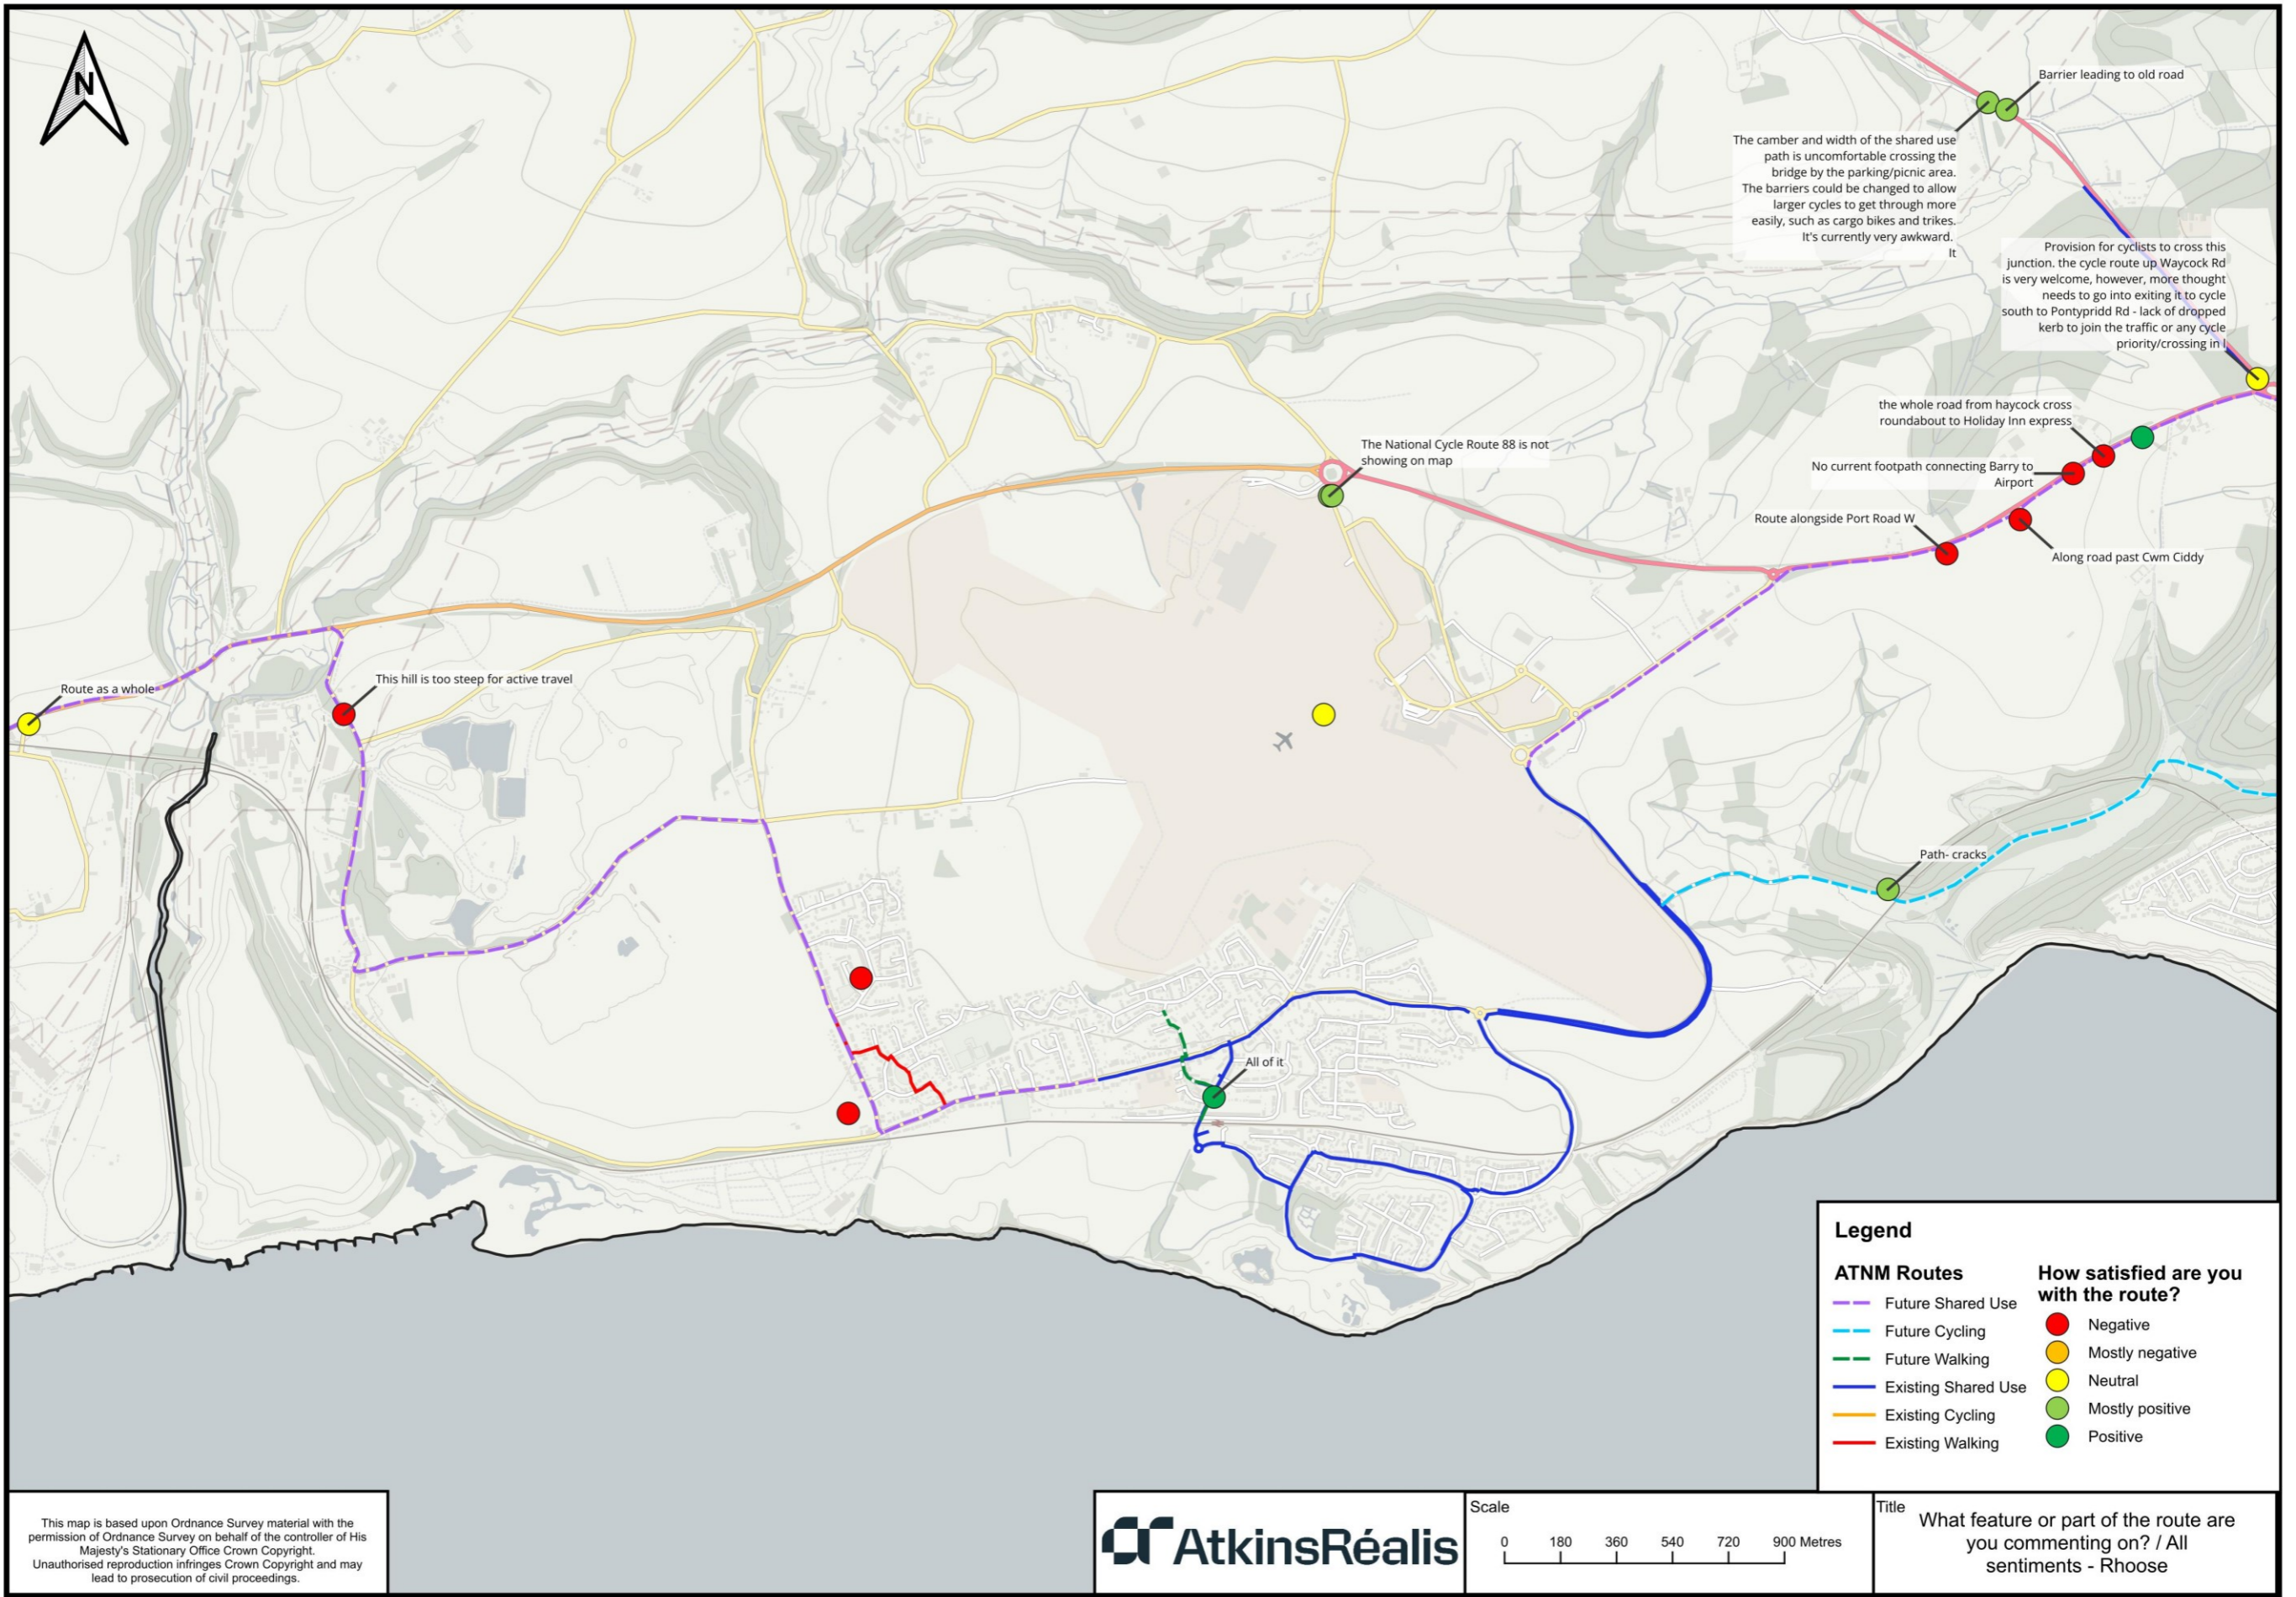 N
Barrier leading to old road
The camber and width of the shared use
path is uncomfortable crossing the
bridge by the parking/picnic area.
The barriers could be changed to allow
larger cycles to get through more
easily, such as cargo bikes and trikes.
It's currently very awkward.
It
Provision for cyclists to cross this
junction. the cycle route up Waycock Rd
is very welcome, however, more thought
needs to go into exiting it to cycle
south to Pontypridd Rd - lack of dropped
kerb to join the traffic or any cycle
priority/crossing in l
the whole road from haycock cross
roundabout to Holiday Inn express
The National Cycle Route 88 is not
showing on map
No current footpath connecting Barry to
Airport
Route alongside Port Road W
Along road past Cwm Ciddy
Route as a whole
This hill is too steep for active travel
Path- cracks
All of it
Legend
ATNM Routes
Future Shared Use
Future Cycling
Future Walking
Existing Shared Use
Existing Cycling
Existing Walking
How satisfied are you
with the route?
Negative
Mostly negative
Neutral
Mostly positive
Positive
This map is based upon Ordnance Survey material with the
permission of Ordnance Survey on behalf of the controller of His
Majesty's Stationary Office Crown Copyright.
Unauthorised reproduction infringes Crown Copyright and may
lead to prosecution of civil proceedings.
AtkinsRéalis
Scale
0 180 360 540 720 900 Metres
Title
What feature or part of the route are
you commenting on? / All
sentiments - Rhoose